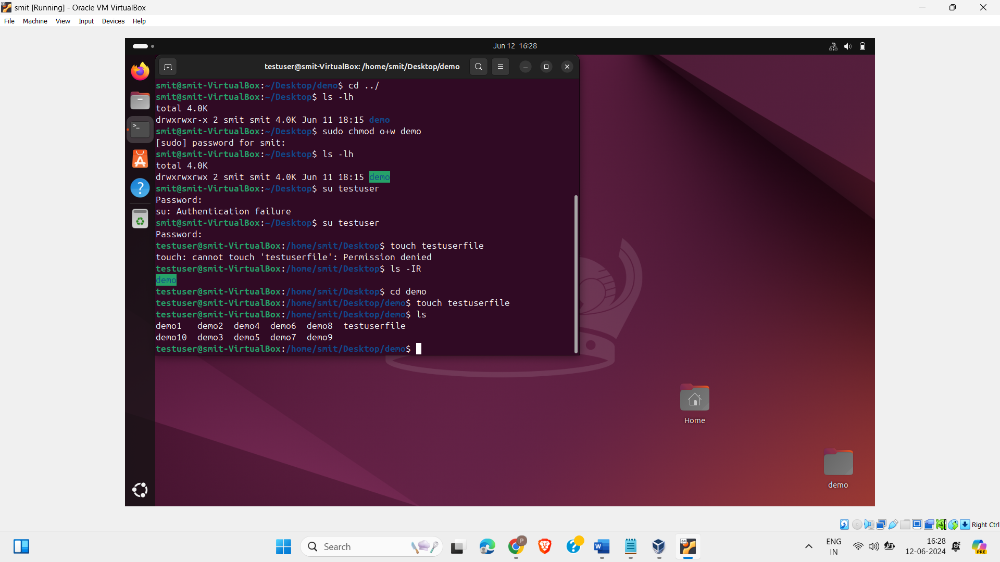 smit [Running] - Oracle VM VirtualBox
File Machine View Input Devices Help
Jun 12 16:28
testuser@smit-VirtualBox: /home/smit/Desktop/demo
smit@smit-VirtualBox:~/Desktop/demo$ cd ../
smit@smit-VirtualBox:~/Desktop$ ls -lh
total 4.0K
drwxrwxr-x 2 smit smit 4.0K Jun 11 18:15 demo
smit@smit-VirtualBox:~/Desktop$ sudo chmod o+w demo
[sudo] password for smit:
smit@smit-VirtualBox:~/Desktop$ ls -lh
total 4.0K
drwxrwxrwx 2 smit smit 4.0K Jun 11 18:15 demo
smit@smit-VirtualBox:~/Desktop$ su testuser
Password:
su: Authentication failure
smit@smit-VirtualBox:~/Desktop$ su testuser
Password:
testuser@smit-VirtualBox:/home/smit/Desktop$ touch testuserfile
touch: cannot touch 'testuserfile': Permission denied
testuser@smit-VirtualBox:/home/smit/Desktop$ ls -IR
demo
testuser@smit-VirtualBox:/home/smit/Desktop$ cd demo
testuser@smit-VirtualBox:/home/smit/Desktop/demo$ touch testuserfile
testuser@smit-VirtualBox:/home/smit/Desktop/demo$ ls
demo1 demo2 demo4 demo6 demo8 testuserfile
demo10 demo3 demo5 demo7 demo9
testuser@smit-VirtualBox:/home/smit/Desktop/demo$
Home
demo
Right Ctrl
Search
ENG
IN
16:28
12-06-2024
PRE